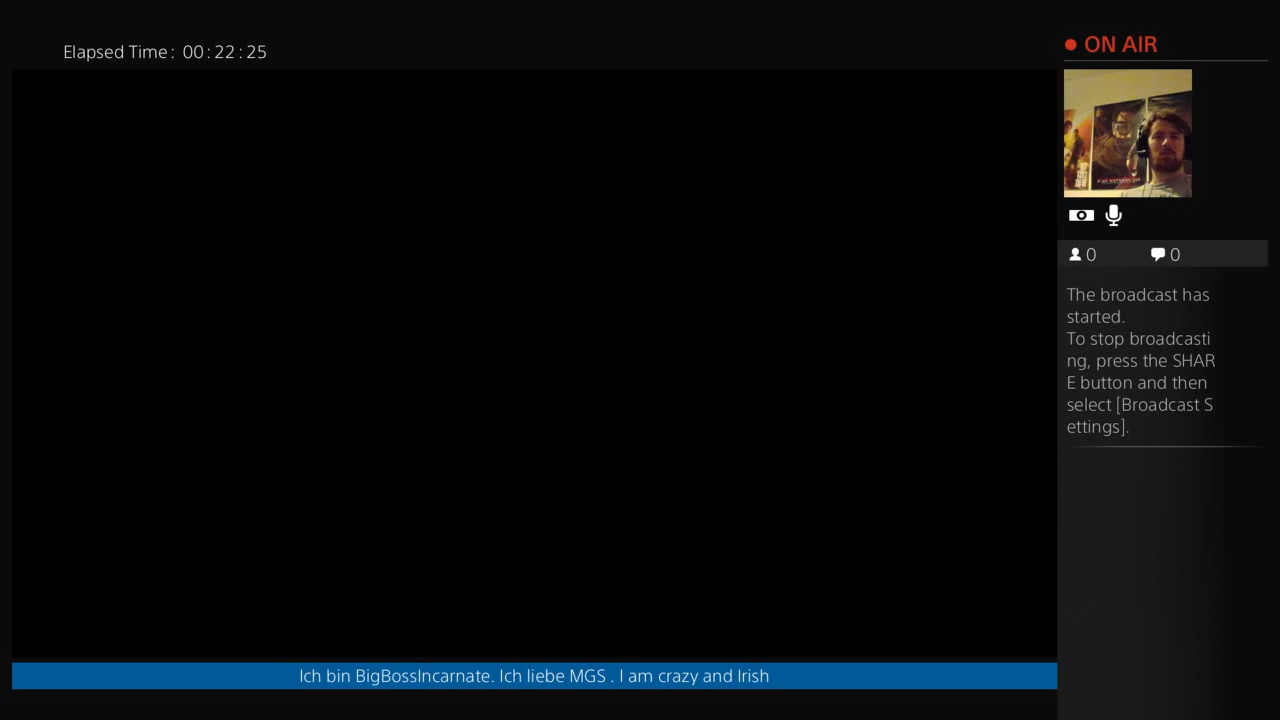 Elapsed Time: 00:22:25
ON AIR
0 0
The broadcast has
started.
To stop broadcasti
ng, press the SHAR
E button and then
select [Broadcast S
ettings].
Ich bin BigBossIncarnate. Ich liebe MGS . I am crazy and Irish